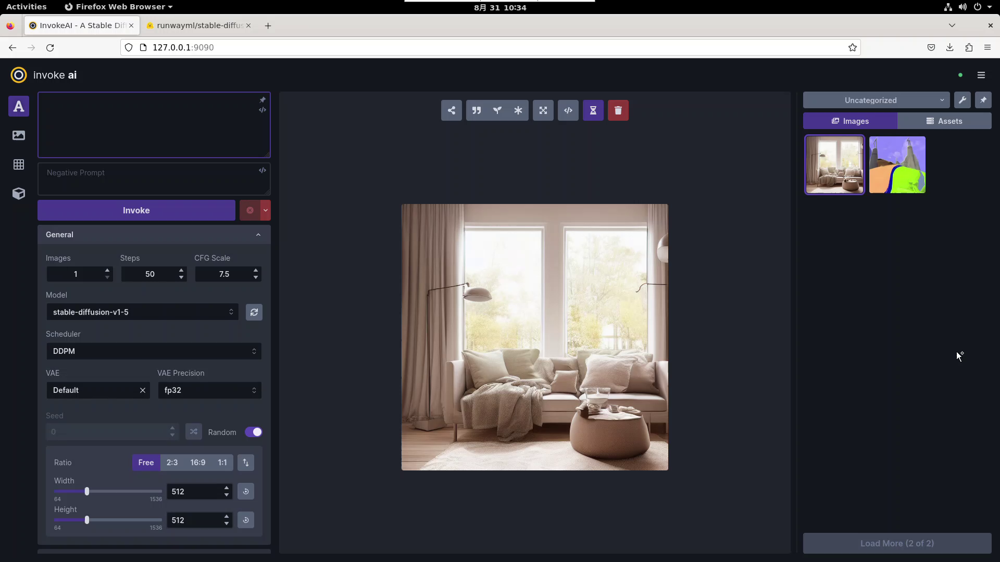 Activities Firefox Web Browser 8月 31 10:34
InvokeAI - A Stable Dif runwayml/stable-diffus
127.0.0.1:9090
invoke ai
Negative Prompt
Invoke
General
Images Steps CFG Scale
1 50 7.5
Model
stable-diffusion-v1-5
Scheduler
DDPM
VAE VAE Precision
Default fp32
Seed
0 Random
Ratio Free 2:3 16:9 1:1
Width
512
64 1536
Height
512
64 1536
Uncategorized
Images Assets
Load More (2 of 2)